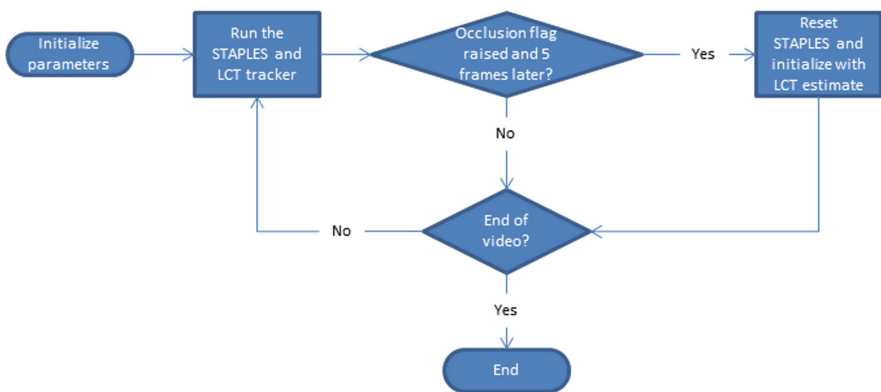 Initialize
parameters
Run the
STAPLES and
LCT tracker
Occlusion flag
raised and 5
frames later?
Yes
Reset
STAPLES and
initialize with
LCT estimate
No
End of
video?
No
Yes
End